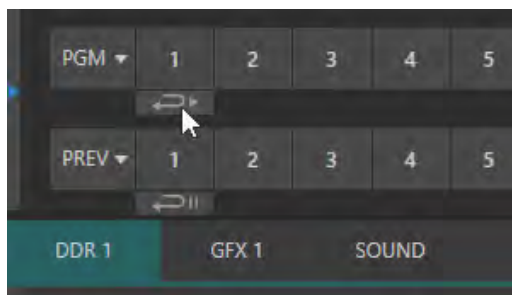 PGM 1 2 3 4 5
PREV 1 2 3 4 5
DDR 1 GFX 1 SOUND